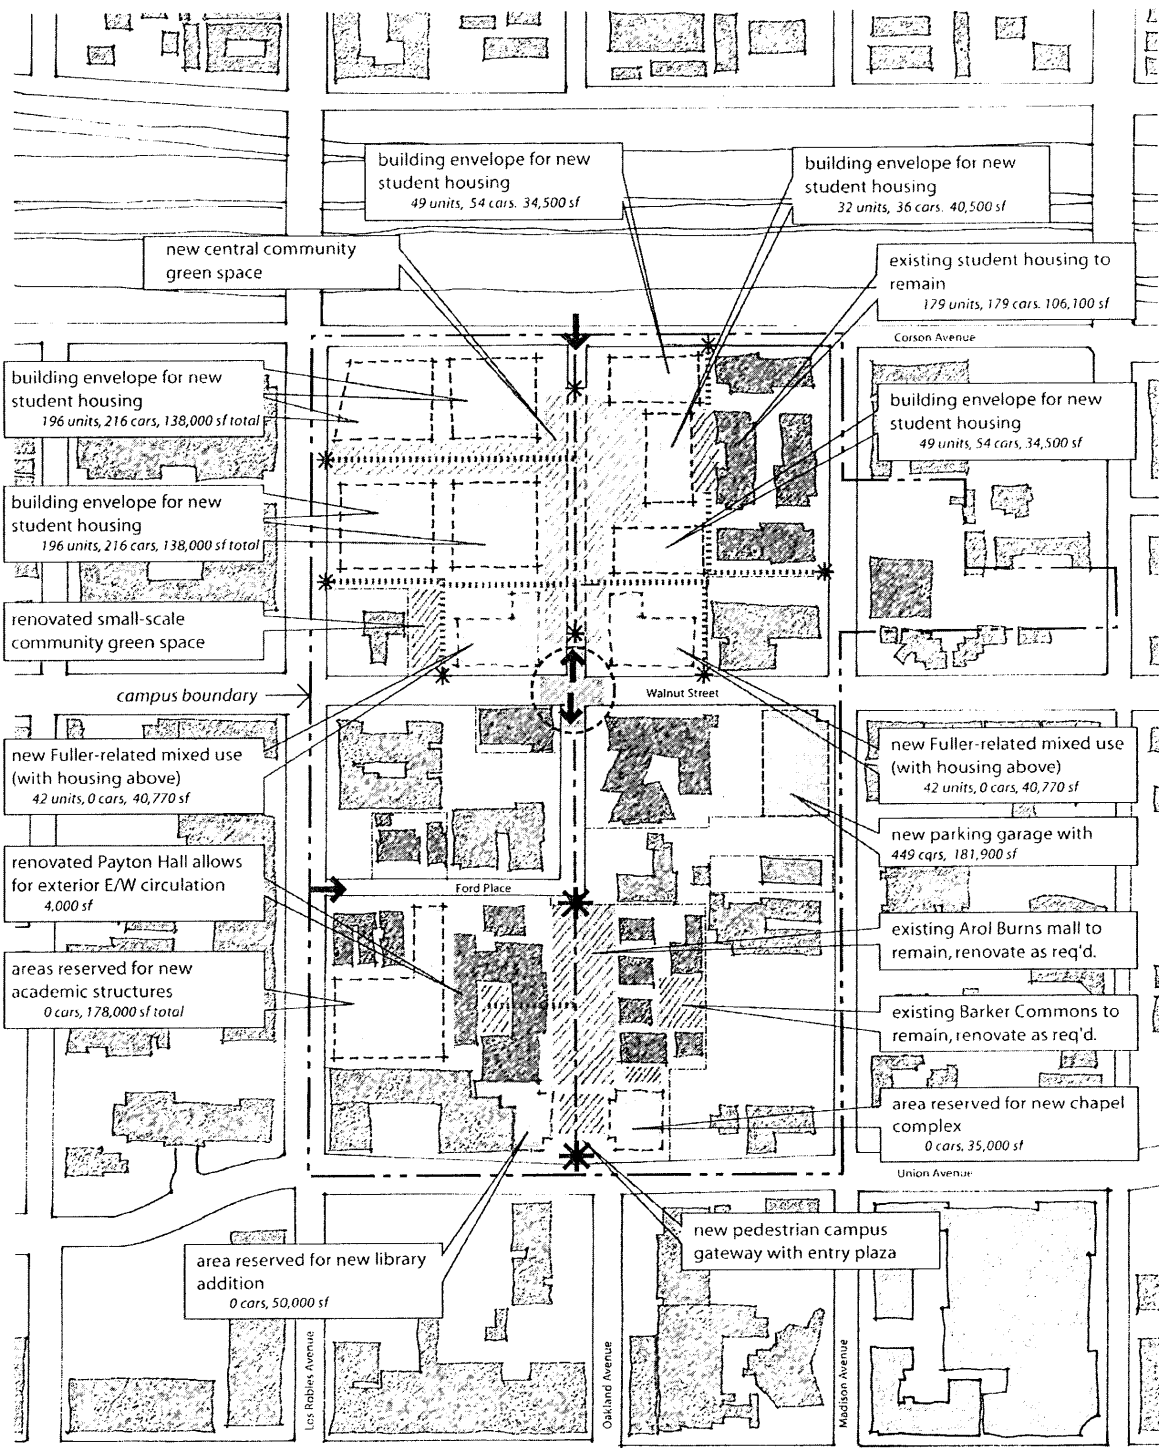 building envelope for new
student housing
49 units, 54 cars. 34,500 sf
building envelope for new
student housing
32 units, 36 cars. 40,500 sf
new central community
green space
existing student housing to
remain
179 units, 179 cars. 106,100 sf
Corson Avenue
building envelope for new
student housing
196 units, 216 cars, 138,000 sf total
building envelope for new
student housing
49 units, 54 cars, 34,500 sf
building envelope for new
student housing
196 units, 216 cars, 138,000 sf total
renovated small-scale
community green space
campus boundary
Walnut Street
new Fuller-related mixed use
(with housing above)
42 units, 0 cars, 40,770 sf
new Fuller-related mixed use
(with housing above)
42 units, 0 cars, 40,770 sf
new parking garage with
449 cars, 181,900 sf
renovated Payton Hall allows
for exterior E/W circulation
4,000 sf
Ford Place
existing Arol Burns mall to
remain, renovate as req'd.
areas reserved for new
academic structures
0 cars, 178,000 sf total
existing Barker Commons to
remain, renovate as req'd.
area reserved for new chapel
complex
0 cars, 35,000 sf
Union Avenue
new pedestrian campus
gateway with entry plaza
area reserved for new library
addition
0 cars, 50,000 sf
Los Robles Avenue
Oakland Avenue
Madison Avenue